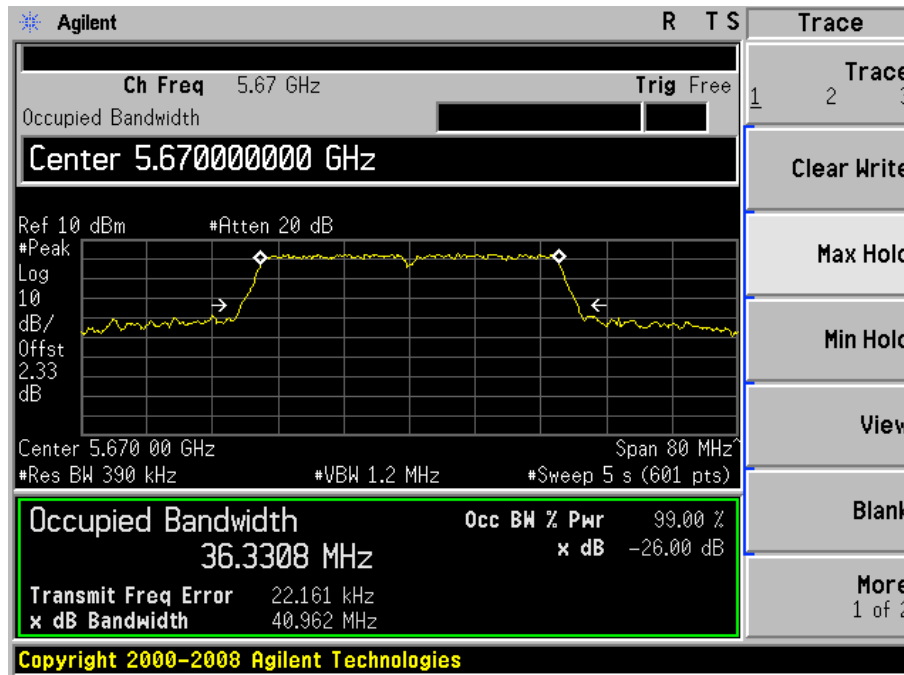 Agilent R T S Trace
Ch Freq 5.67 GHz Trig Free
Occupied Bandwidth
Center 5.670000000 GHz
Trace
1 2 3
Clear Write
Max Hold
Min Hold
View
Blank
More
1 of 2
Ref 10 dBm #Atten 20 dB
#Peak
Log
10
dB/
Offst
2.33
dB
Center 5.670 00 GHz Span 80 MHz^
#Res BW 390 kHz #VBW 1.2 MHz #Sweep 5 s (601 pts)
Occupied Bandwidth Occ BW % Pwr 99.00 %
36.3308 MHz x dB -26.00 dB
Transmit Freq Error 22.161 kHz
x dB Bandwidth 40.962 MHz
Copyright 2000-2008 Agilent Technologies